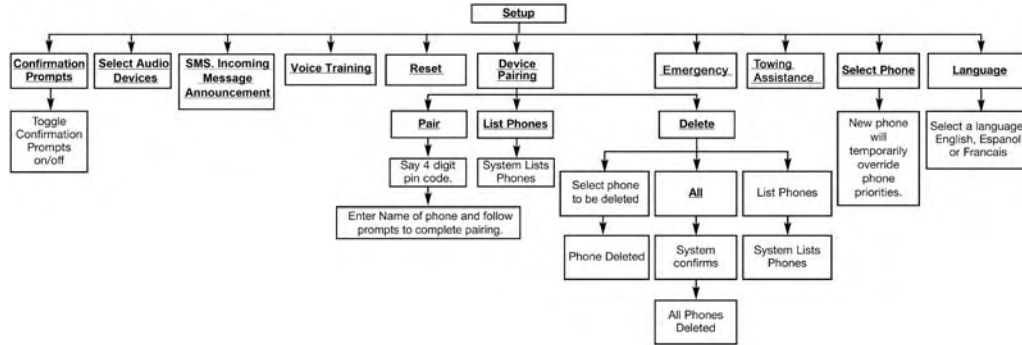 Setup
Confirmation
Prompts
Select Audio
Devices
SMS. Incoming
Message
Announcement
Voice Training
Reset
Device
Pairing
Emergency
Towing
Assistance
Select Phone
Language
Toggle
Confirmation
Prompts
on/off
Pair
List Phones
Delete
New phone
will
temporarily
override
phone
priorities.
Select a language
English, Espanol
or Francais
Say 4 digit
pin code.
System Lists
Phones
Select phone
to be deleted
All
List Phones
Enter Name of phone and follow
prompts to complete pairing.
Phone Deleted
System
confirms
System Lists
Phones
All Phones
Deleted